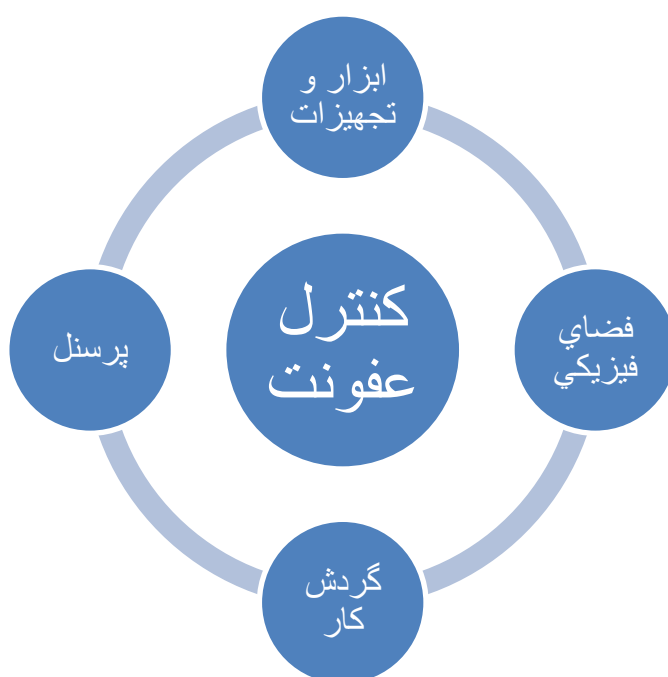 ابزار و
تجهيزات
كنترل
عفونت
فضاي
فيزيكي
پرسنل
گردش
كار